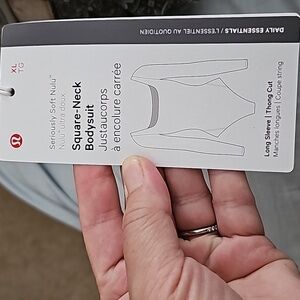 DAILY ESSENTIALS / L'ESSENTIEL AU QUOTIDIEN
XL
TG
Seriously Soft Nulu™
Nulu™ ultra doux
Square-Neck
Bodysuit
Justaucorps
à encolure carrée
Long Sleeve | Thong Cut
Manches longues | Coupe string